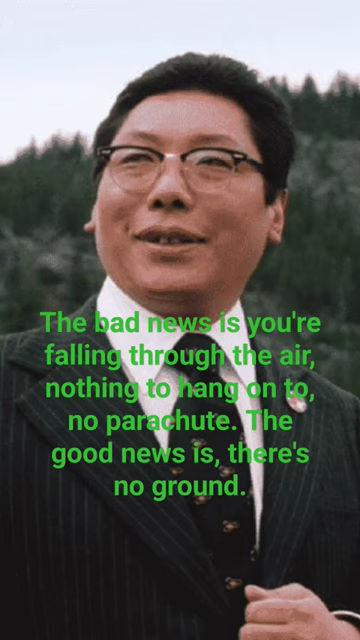 The bad news is you're
falling through the air,
nothing to hang on to,
no parachute. The
good news is, there's
no ground.